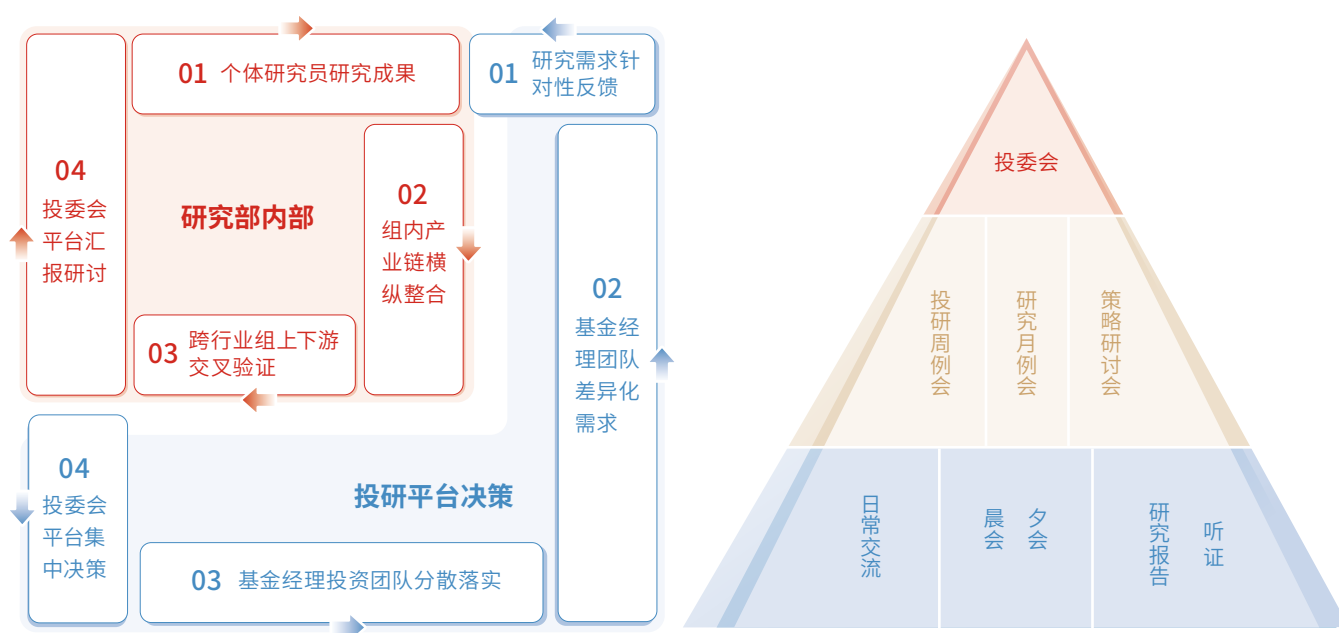 01 个体研究员研究成果
01 研究需求针
对性反馈
04
投委会
平台汇
报研讨
研究部内部
02
组内产
业链横
纵整合
03 跨行业组上下游
交叉验证
02
基金经
理团队
差异化
需求
04
投委会
平台集
中决策
投研平台决策
03 基金经理投资团队分散落实
投委会
投研周例会
研究月例会
策略研讨会
日常交流
晨会
夕会
研究报告
听证